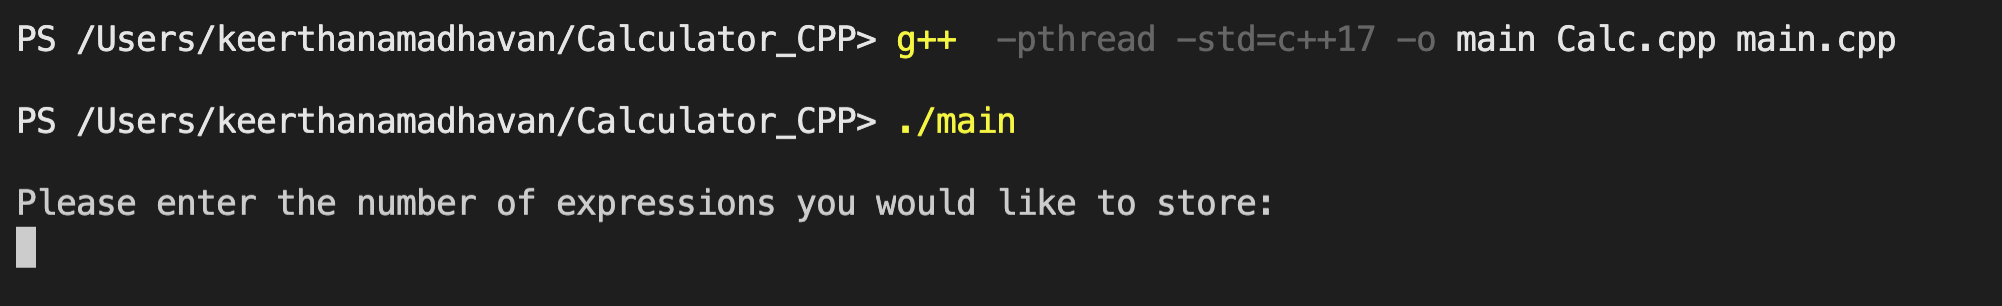 PS /Users/keerthanamadhavan/Calculator_CPP> g++  -pthread -std=c++17 -o main Calc.cpp main.cpp
PS /Users/keerthanamadhavan/Calculator_CPP> ./main
Please enter the number of expressions you would like to store: